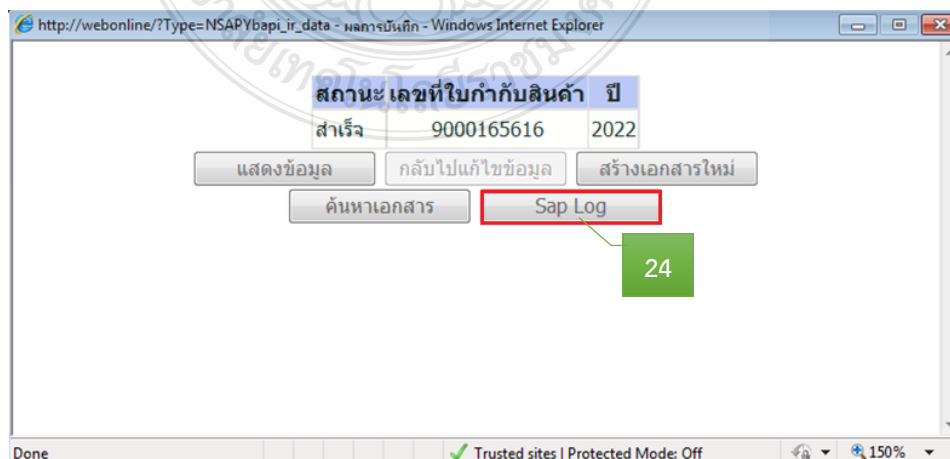 http://webonline/?Type=NSAPYbapi_ir_data - ผลการบันทึก - Windows Internet Explorer
สถานะ เลขที่ใบกำกับสินค้า ปี
สำเร็จ 9000165616 2022
แสดงข้อมูล กลับไปแก้ไขข้อมูล สร้างเอกสารใหม่
ค้นหาเอกสาร Sap Log
24
Done Trusted sites | Protected Mode: Off 150%